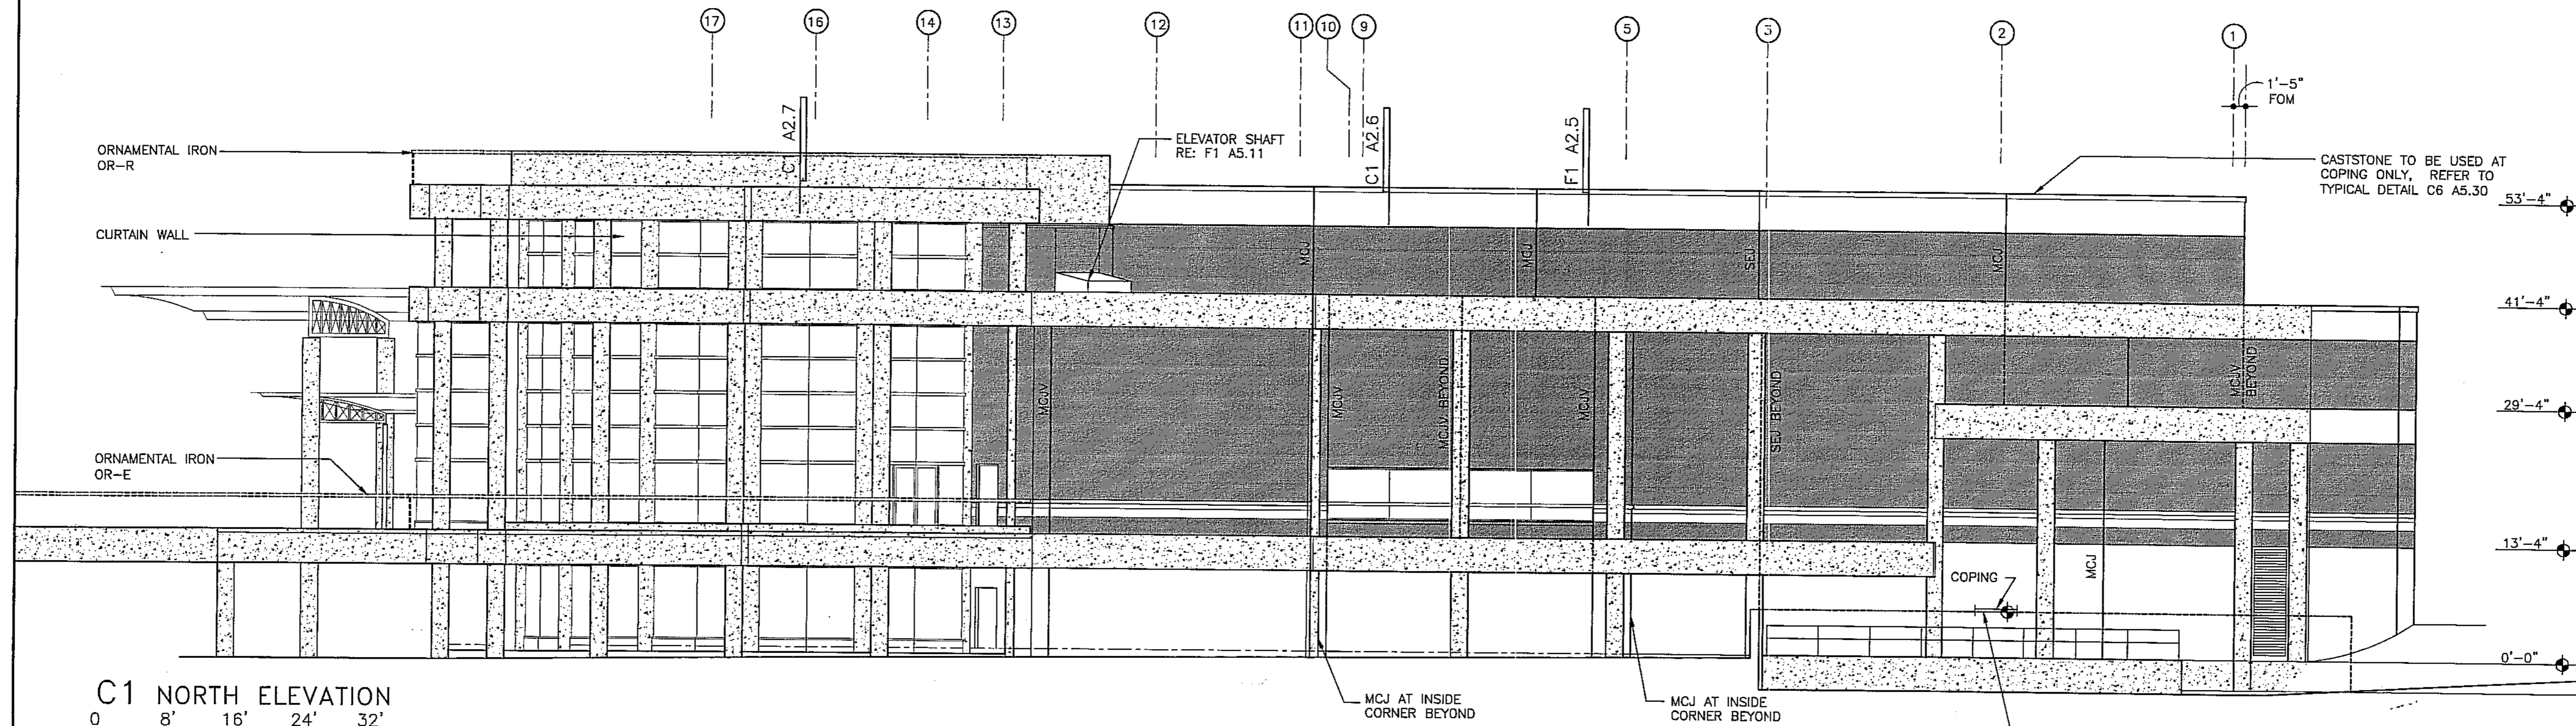 17
16
14
13
12
11
10
9
5
3
2
1
1'-5"
FOM
C1 A2.7
C1 A2.6
F1 A2.5
ORNAMENTAL IRON
OR-R
ELEVATOR SHAFT
RE: F1 A5.11
CASTSTONE TO BE USED AT
COPING ONLY, REFER TO
TYPICAL DETAIL C6 A5.30
53'-4"
CURTAIN WALL
MCJ
MCJ
SEJ
MCJ
41'-4"
MCJV
MCJV
MCJV BEYOND
MCJV
SEJ BEYOND
MCJV
BEYOND
29'-4"
ORNAMENTAL IRON
OR-E
13'-4"
MCJ
COPING
0'-0"
MCJ AT INSIDE
CORNER BEYOND
MCJ AT INSIDE
CORNER BEYOND
C1 NORTH ELEVATION
0 8' 16' 24' 32'